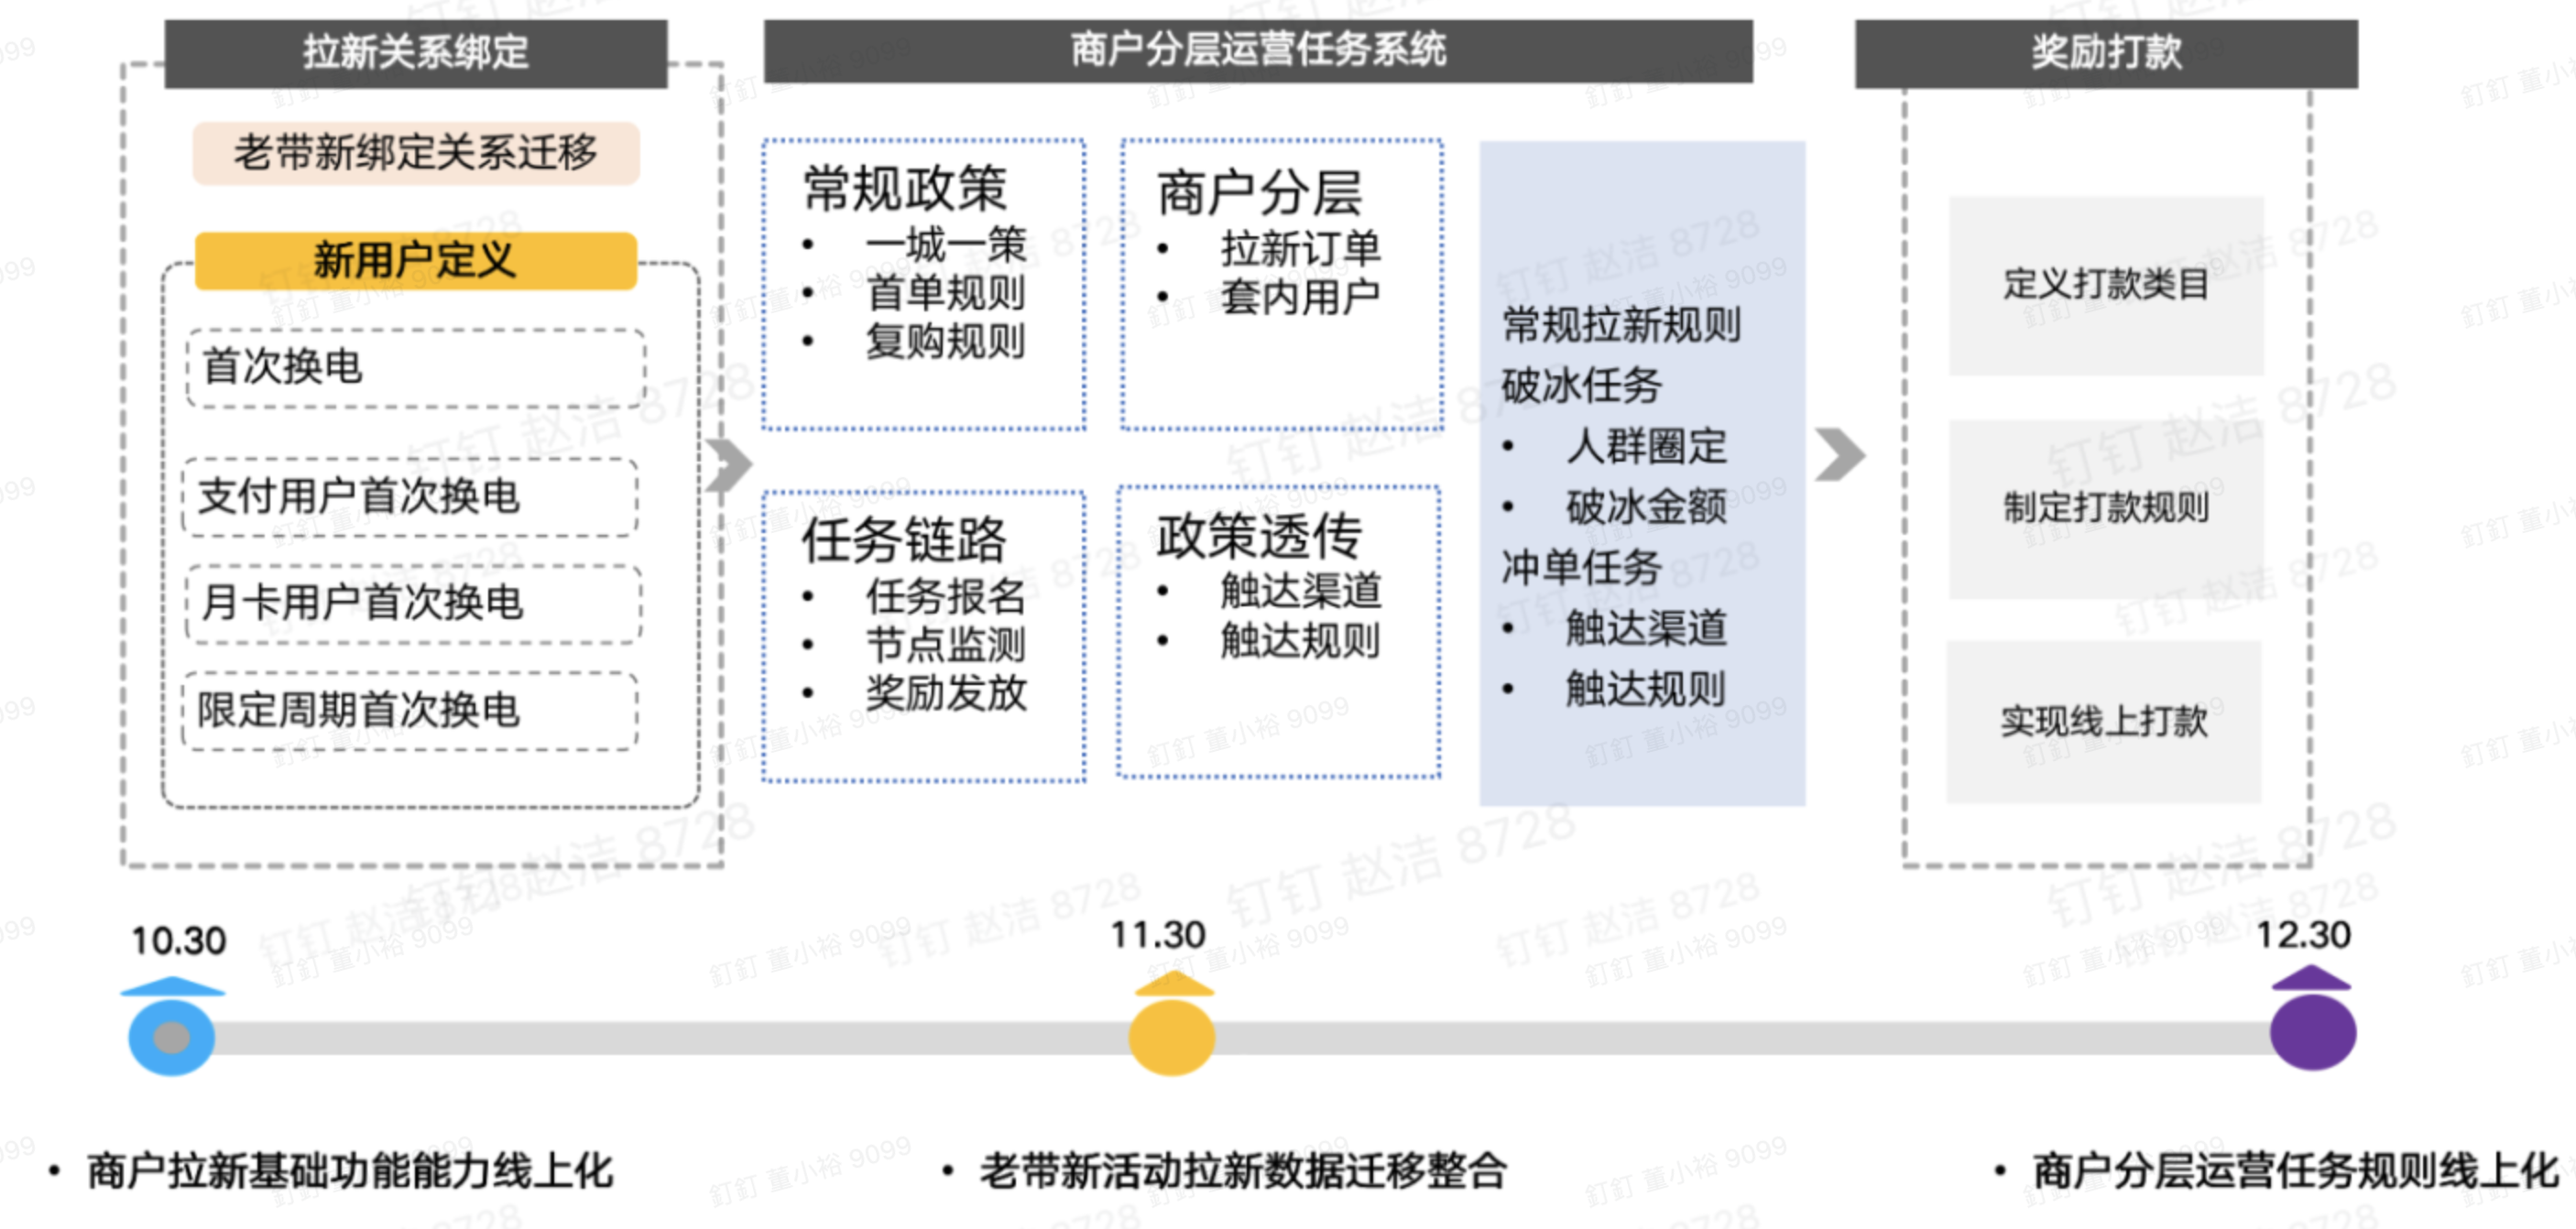 拉新关系绑定
老带新绑定关系迁移
新用户定义
首次换电
支付用户首次换电
月卡用户首次换电
限定周期首次换电
商户分层运营任务系统
常规政策
• 一城一策
• 首单规则
• 复购规则
商户分层
• 拉新订单
• 套内用户
任务链路
• 任务报名
• 节点监测
• 奖励发放
政策透传
• 触达渠道
• 触达规则
常规拉新规则
破冰任务
• 人群圈定
• 破冰金额
冲单任务
• 触达渠道
• 触达规则
奖励打款
定义打款类目
制定打款规则
实现线上打款
10.30
11.30
12.30
• 商户拉新基础功能能力线上化
• 老带新活动拉新数据迁移整合
• 商户分层运营任务规则线上化
钉钉 赵洁 8728
釘釘 董小裕 9099